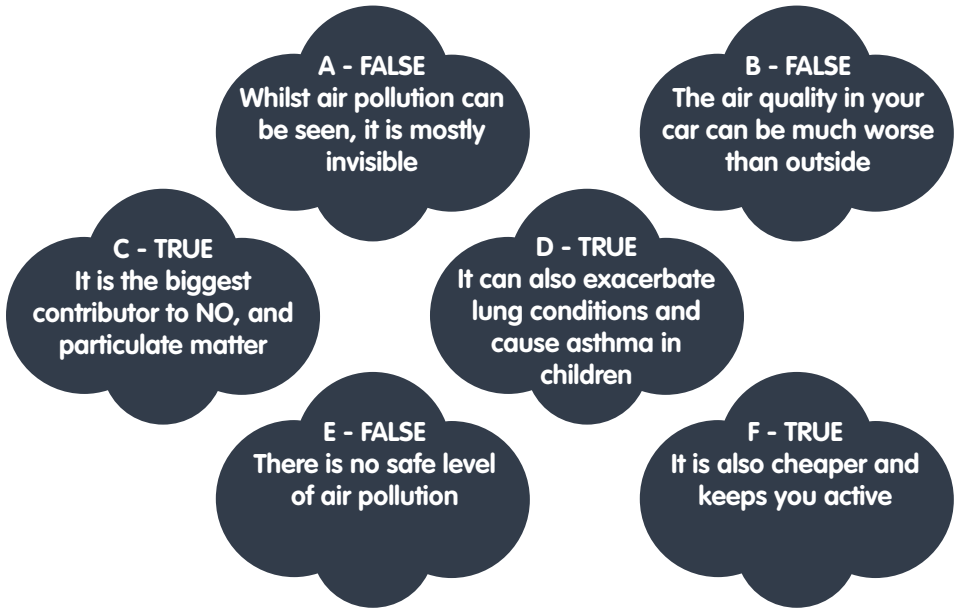 A - FALSE
Whilst air pollution can
be seen, it is mostly
invisible
B - FALSE
The air quality in your
car can be much worse
than outside
C - TRUE
It is the biggest
contributor to NO, and
particulate matter
D - TRUE
It can also exacerbate
lung conditions and
cause asthma in
children
E - FALSE
There is no safe level
of air pollution
F - TRUE
It is also cheaper and
keeps you active